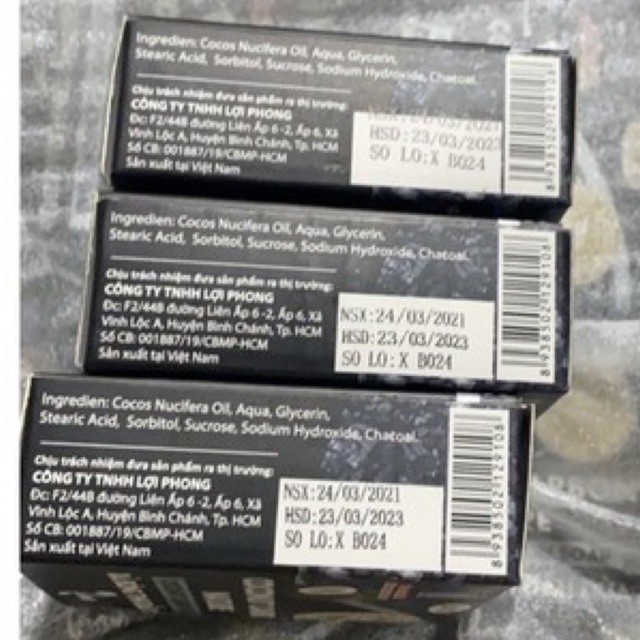 Ingredien: Cocos Nucifera Oil, Aqua, Glycerin,
Stearic Acid, Sorbitol, Sucrose, Sodium Hydroxide, Chacoal.
Chịu trách nhiệm đưa sản phẩm ra thị trường:
CÔNG TY TNHH LỢI PHONG
Đc: F2/44B đường Liên Ấp 6 -2, Ấp 6, Xã
Vĩnh Lộc A, Huyện Bình Chánh, Tp. HCM
Số CB: 001887/19/CBMP-HCM
Sản xuất tại Việt Nam
NSX:24/03/2021
HSD:23/03/2023
SO LO:X B024
8938502129108
Ingredien: Cocos Nucifera Oil, Aqua, Glycerin,
Stearic Acid, Sorbitol, Sucrose, Sodium Hydroxide, Chacoal.
Chịu trách nhiệm đưa sản phẩm ra thị trường:
CÔNG TY TNHH LỢI PHONG
Đc: F2/44B đường Liên Ấp 6 -2, Ấp 6, Xã
Vĩnh Lộc A, Huyện Bình Chánh, Tp. HCM
Số CB: 001887/19/CBMP-HCM
Sản xuất tại Việt Nam
NSX:24/03/2021
HSD:23/03/2023
SO LO:X B024
8938502129108
Ingredien: Cocos Nucifera Oil, Aqua, Glycerin,
Stearic Acid, Sorbitol, Sucrose, Sodium Hydroxide, Chacoal.
Chịu trách nhiệm đưa sản phẩm ra thị trường:
CÔNG TY TNHH LỢI PHONG
Đc: F2/44B đường Liên Ấp 6 -2, Ấp 6, Xã
Vĩnh Lộc A, Huyện Bình Chánh, Tp. HCM
Số CB: 001887/19/CBMP-HCM
Sản xuất tại Việt Nam
NSX:24/03/2021
HSD:23/03/2023
SO LO:X B024
8938502129108